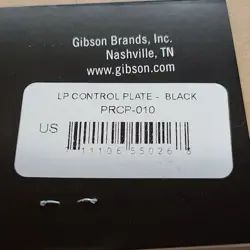 Gibson Brands, Inc.
Nashville, TN
www.gibson.com
LP CONTROL PLATE - BLACK
PRCP-010
US